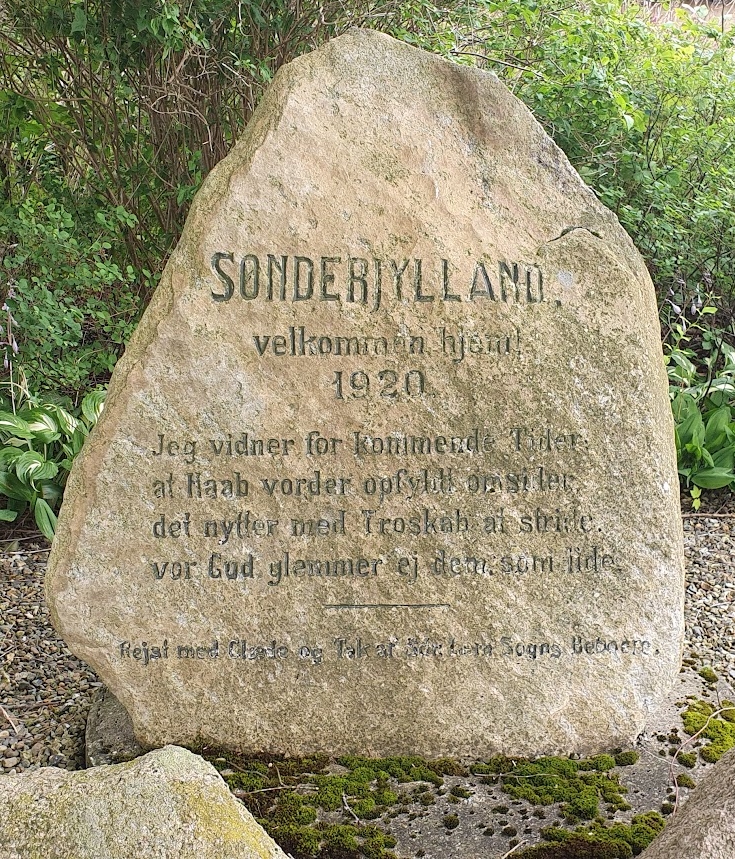 SØNDERJYLLAND,
velkommen hjem!
1920.
Jeg vidner for kommende Tider,
at Haab vorder opfyldt omsider,
det nytter med Troskab at stride,
vor Gud glemmer ej dem, som lide.
Rejst med Glæde og Tak af Sdr. Lem Sogns Beboere.